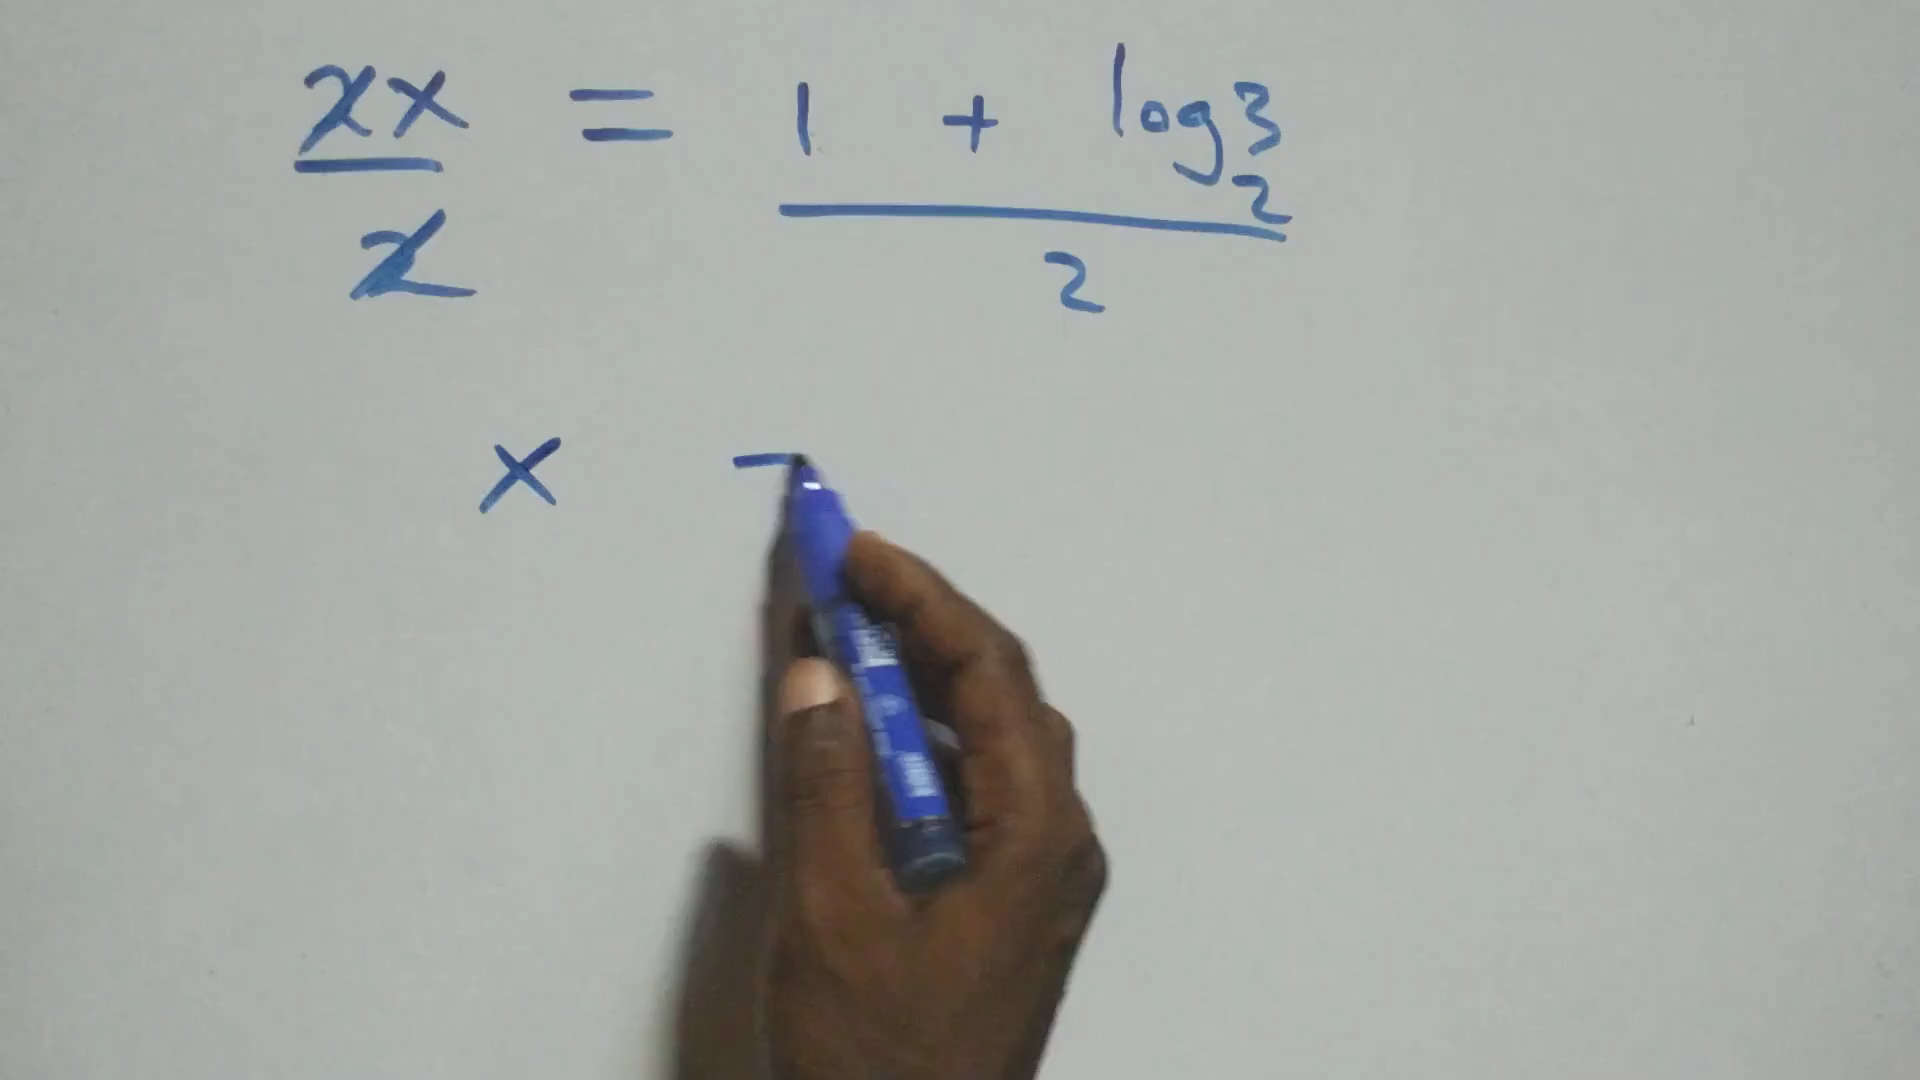 2x = 1 + log₂3
2 2
x –